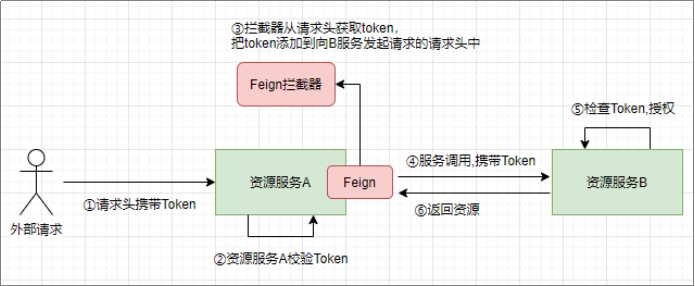 ③拦截器从请求头获取token,
把token添加到向B服务发起请求的请求头中
Feign拦截器
⑤检查Token,授权
资源服务A
Feign
④服务调用,携带Token
资源服务B
①请求头携带Token
⑥返回资源
外部请求
②资源服务A校验Token